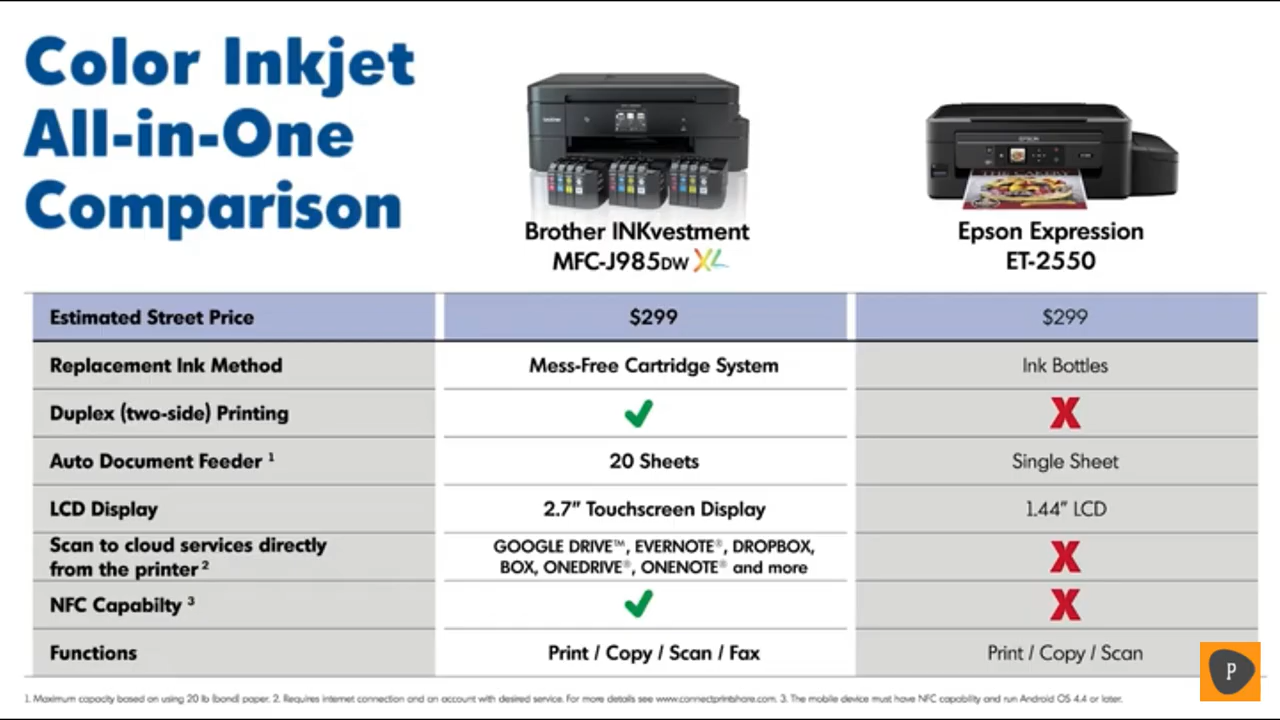 Color Inkjet
All-in-One
Comparison
brother
EPSON
THE CAKERY
Brother INKvestment
MFC-J985DW XL
Epson Expression
ET-2550
Estimated Street Price
$299
$299
Replacement Ink Method
Mess-Free Cartridge System
Ink Bottles
Duplex (two-side) Printing
Auto Document Feeder 1
20 Sheets
Single Sheet
LCD Display
2.7” Touchscreen Display
1.44” LCD
Scan to cloud services directly
from the printer 2
GOOGLE DRIVE™, EVERNOTE®, DROPBOX,
BOX, ONEDRIVE®, ONENOTE® and more
NFC Capabilty 3
Functions
Print / Copy / Scan / Fax
Print / Copy / Scan
1. Maximum capacity based on using 20 lb (bond) paper. 2. Requires internet connection and an account with desired service. For more details see www.connectprintshare.com. 3. The mobile device must have NFC capability and run Android OS 4.4 or later.
P